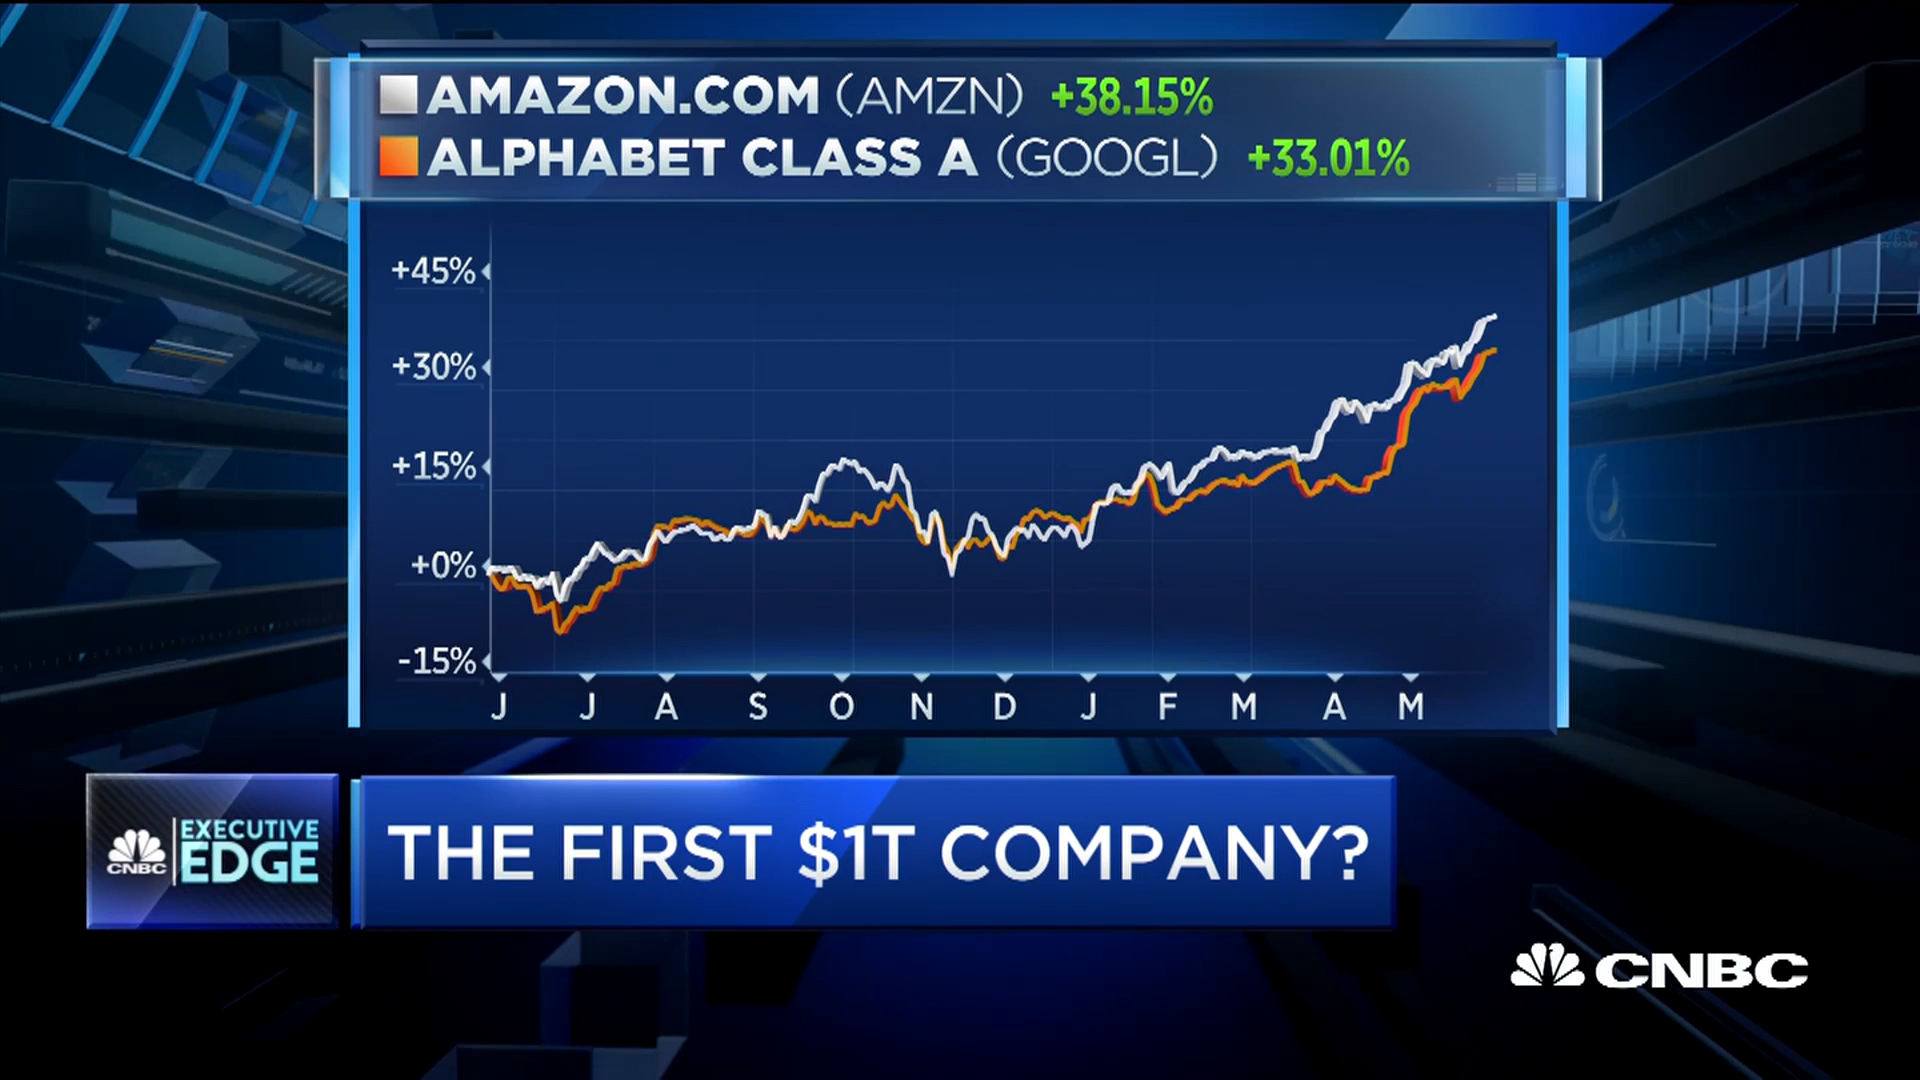 AMAZON.COM (AMZN) +38.15%
ALPHABET CLASS A (GOOGL) +33.01%
+45%
+30%
+15%
+0%
-15%
J J A S O N D J F M A M
CNBC
EXECUTIVE
EDGE
THE FIRST $1T COMPANY?
CNBC